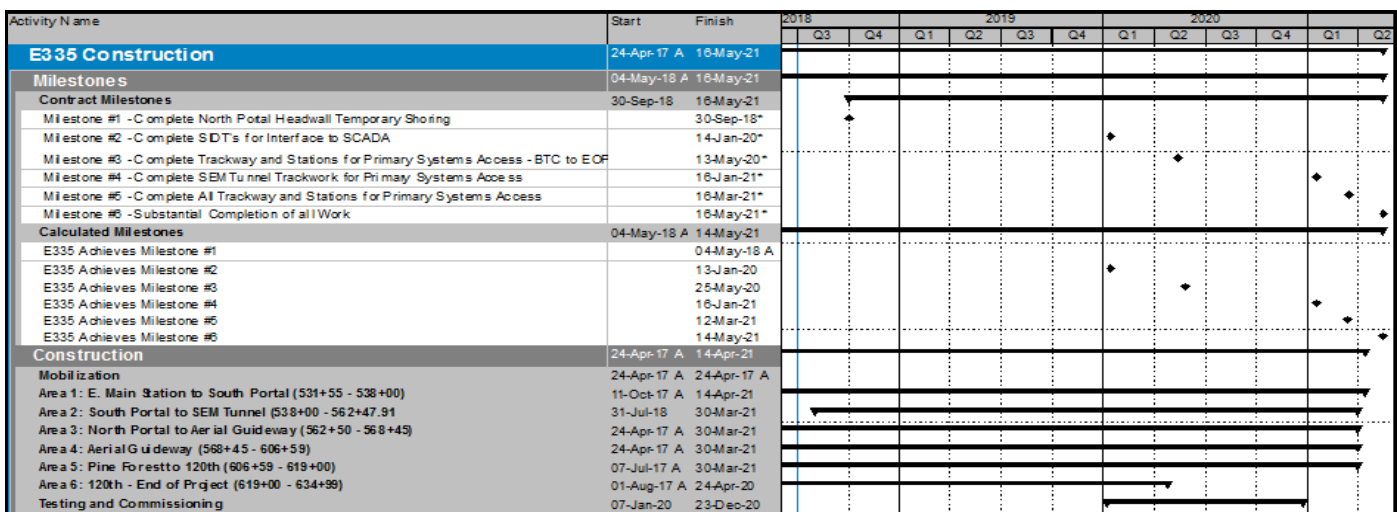 Activity Name Start Finish 2018 2019 2020
Q3 Q4 Q1 Q2 Q3 Q4 Q1 Q2 Q3 Q4 Q1 Q2
E335 Construction 24-Apr-17 A 16-May-21
Milestones 04-May-18 A 16-May-21
Contract Milestones 30-Sep-18 16-May-21
Milestone #1 - Complete North Portal Headwall Temporary Shoring 30-Sep-18*
Milestone #2 - Complete SIDT's for Interface to SCADA 14-Jan-20*
Milestone #3 - Complete Trackway and Stations for Primary Systems Access - BTC to EOP 13-May-20*
Milestone #4 - Complete SEM Tunnel Trackwork for Primary Systems Access 16-Jan-21*
Milestone #5 - Complete All Trackway and Stations for Primary Systems Access 16-Mar-21*
Milestone #6 - Substantial Completion of all Work 16-May-21*
Calculated Milestones 04-May-18 A 14-May-21
E335 Achieves Milestone #1 04-May-18 A
E335 Achieves Milestone #2 13-Jan-20
E335 Achieves Milestone #3 25-May-20
E335 Achieves Milestone #4 16-Jan-21
E335 Achieves Milestone #5 12-Mar-21
E335 Achieves Milestone #6 14-May-21
Construction 24-Apr-17 A 14-Apr-21
Mobilization 24-Apr-17 A 24-Apr-17 A
Area 1: E. Main Station to South Portal (531+55 - 538+00) 11-Oct-17 A 14-Apr-21
Area 2: South Portal to SEM Tunnel (538+00 - 562+47.91 31-Jul-18 30-Mar-21
Area 3: North Portal to Aerial Guideway (562+50 - 568+45) 24-Apr-17 A 30-Mar-21
Area 4: Aerial Guideway (568+45 - 606+59) 24-Apr-17 A 30-Mar-21
Area 5: Pine Forest to 120th (606+59 - 619+00) 07-Jul-17 A 30-Mar-21
Area 6: 120th - End of Project (619+00 - 634+99) 01-Aug-17 A 24-Apr-20
Testing and Commissioning 07-Jan-20 23-Dec-20